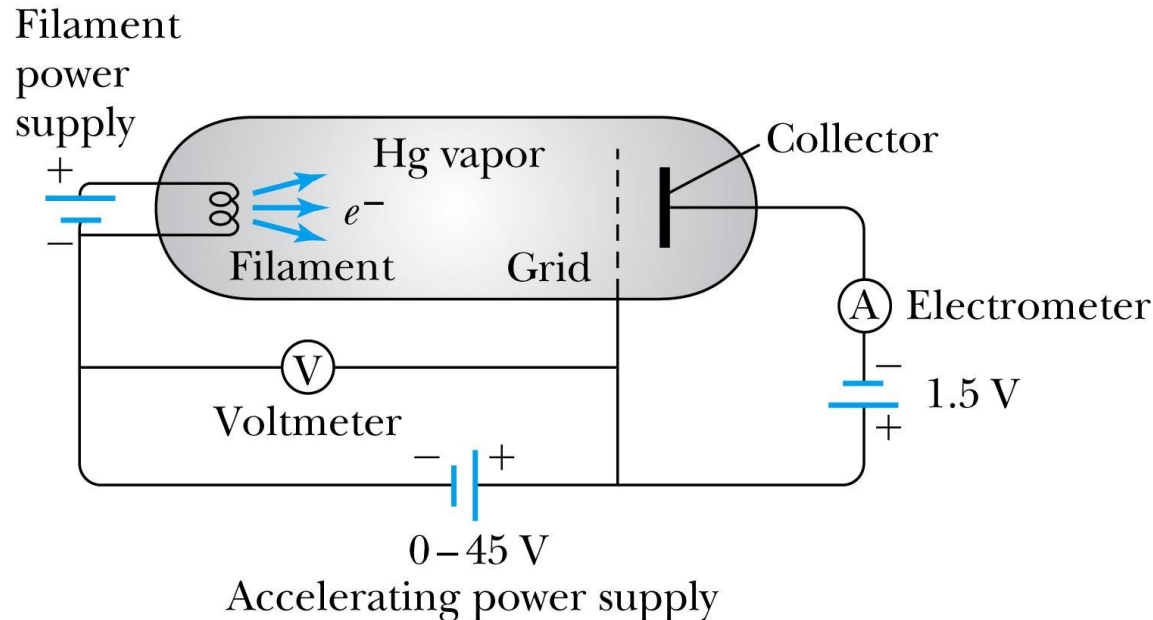 Filament
power
supply
+
−
Hg vapor
e−
Filament
Grid
Collector
A Electrometer
−
1.5 V
+
V
Voltmeter
− +
0 – 45 V
Accelerating power supply